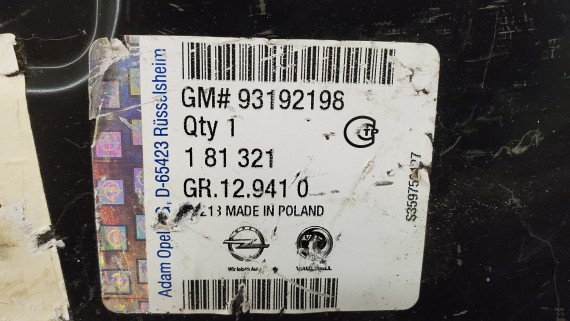 GM# 93192198
Qty 1
1 81 321
GR.12.941 0
MADE IN POLAND
Adam Opel D-65423 Rüsselsheim